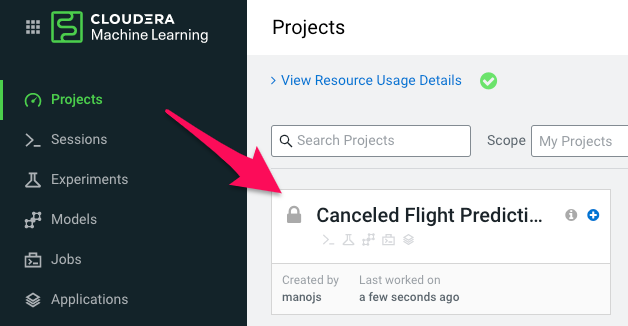 CLOUDERA
Machine Learning
Projects
Sessions
Experiments
Models
Jobs
Applications
Projects
> View Resource Usage Details
Search Projects
Scope
My Projects
Canceled Flight Predicti...
Created by
manojs
Last worked on
a few seconds ago